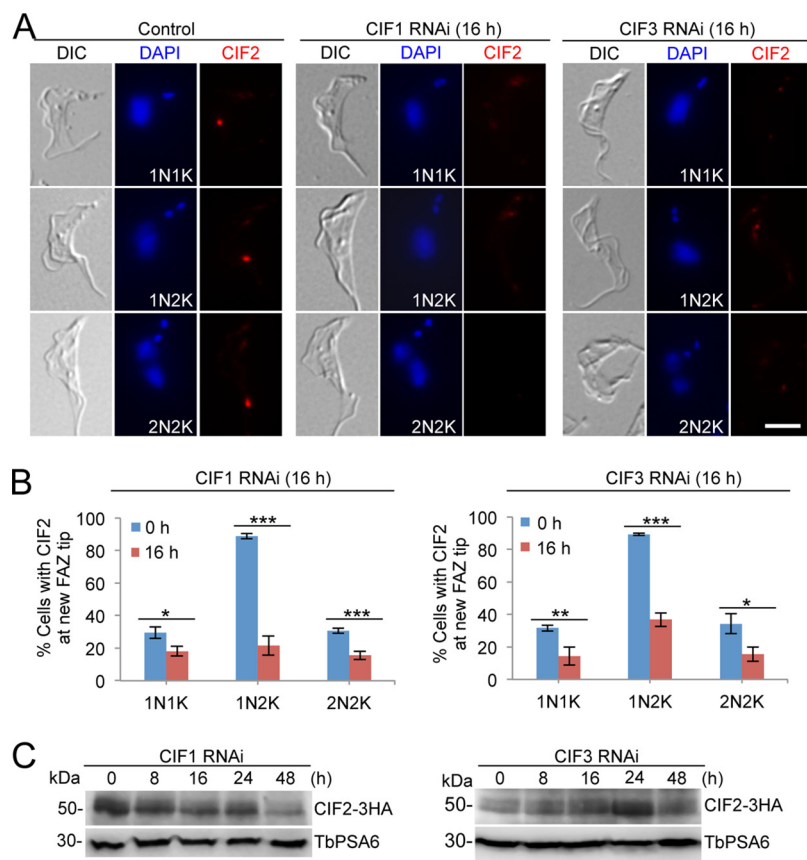 A
Control
CIF1 RNAi (16 h)
CIF3 RNAi (16 h)
DIC DAPI CIF2 DIC DAPI CIF2 DIC DAPI CIF2
1N1K 1N1K 1N1K
1N2K 1N2K 1N2K
2N2K 2N2K 2N2K
B
CIF1 RNAi (16 h)
% Cells with CIF2
at new FAZ tip
100
80
60
40
20
0
0 h
16 h
*
***
***
1N1K 1N2K 2N2K
CIF3 RNAi (16 h)
% Cells with CIF2
at new FAZ tip
100
80
60
40
20
0
0 h
16 h
**
***
*
1N1K 1N2K 2N2K
C
CIF1 RNAi
kDa 0 8 16 24 48 (h)
50- CIF2-3HA
30- TbPSA6
CIF3 RNAi
kDa 0 8 16 24 48 (h)
50- CIF2-3HA
30- TbPSA6